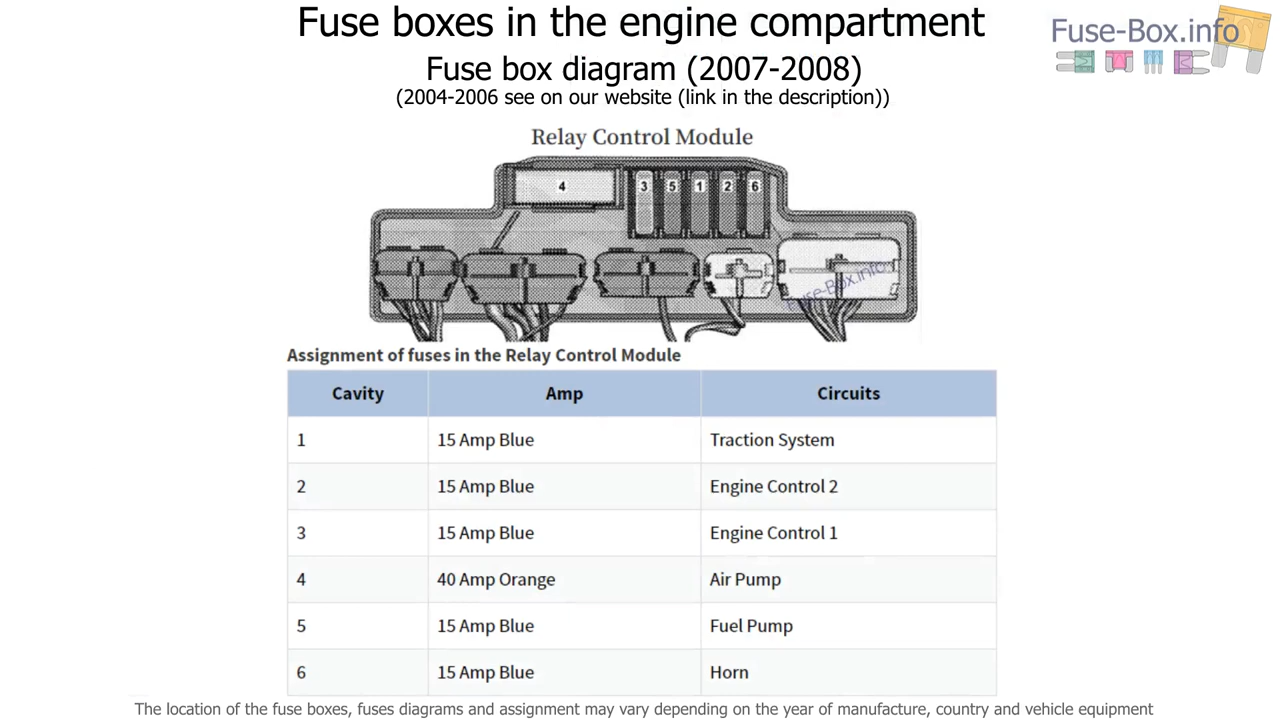 Fuse boxes in the engine compartment
Fuse-Box.info
Fuse box diagram (2007-2008)
(2004-2006 see on our website (link in the description))
Relay Control Module
4 3 5 1 2 6
Fuse-Box.info
Assignment of fuses in the Relay Control Module
Cavity Amp Circuits
1 15 Amp Blue Traction System
2 15 Amp Blue Engine Control 2
3 15 Amp Blue Engine Control 1
4 40 Amp Orange Air Pump
5 15 Amp Blue Fuel Pump
6 15 Amp Blue Horn
The location of the fuse boxes, fuses diagrams and assignment may vary depending on the year of manufacture, country and vehicle equipment